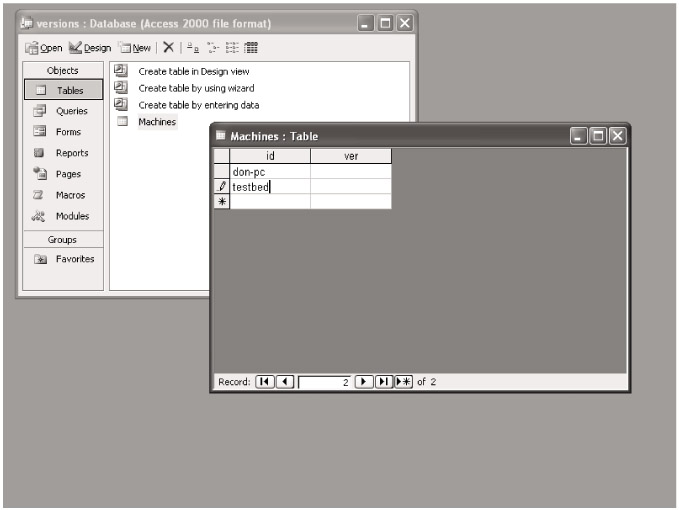 versions : Database (Access 2000 file format)
Open Design New
Objects
Tables
Queries
Forms
Reports
Pages
Macros
Modules
Groups
Favorites
Create table in Design view
Create table by using wizard
Create table by entering data
Machines
Machines : Table
id ver
don-pc
testbed
Record: 2 of 2